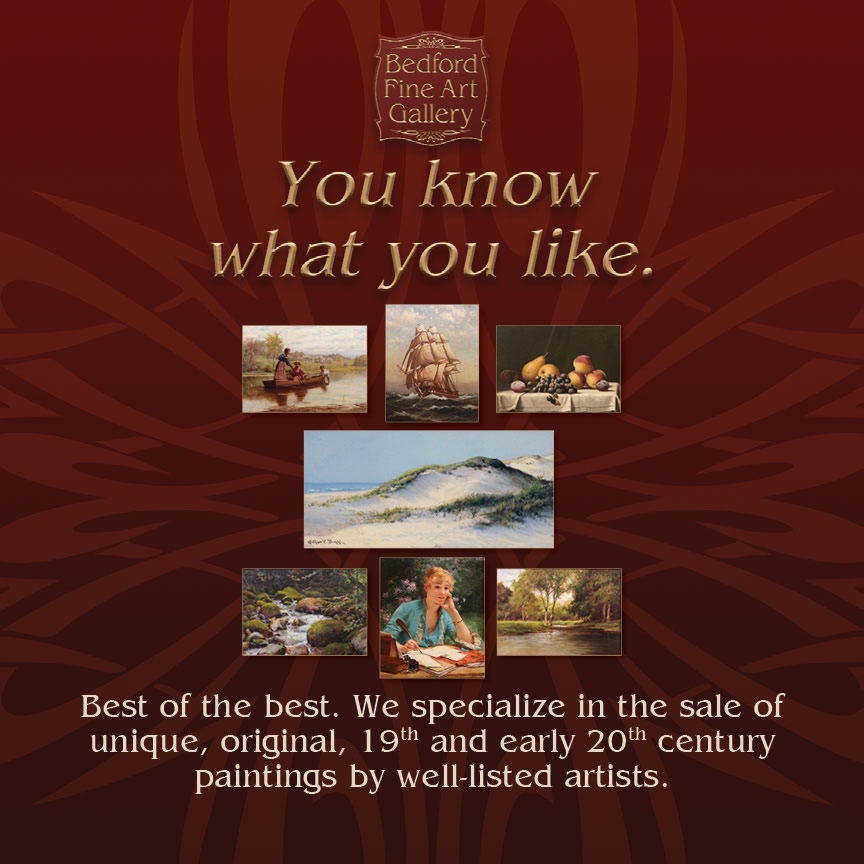 Bedford
Fine Art
Gallery
You know
what you like.
Best of the best. We specialize in the sale of
unique, original, 19th and early 20th century
paintings by well-listed artists.